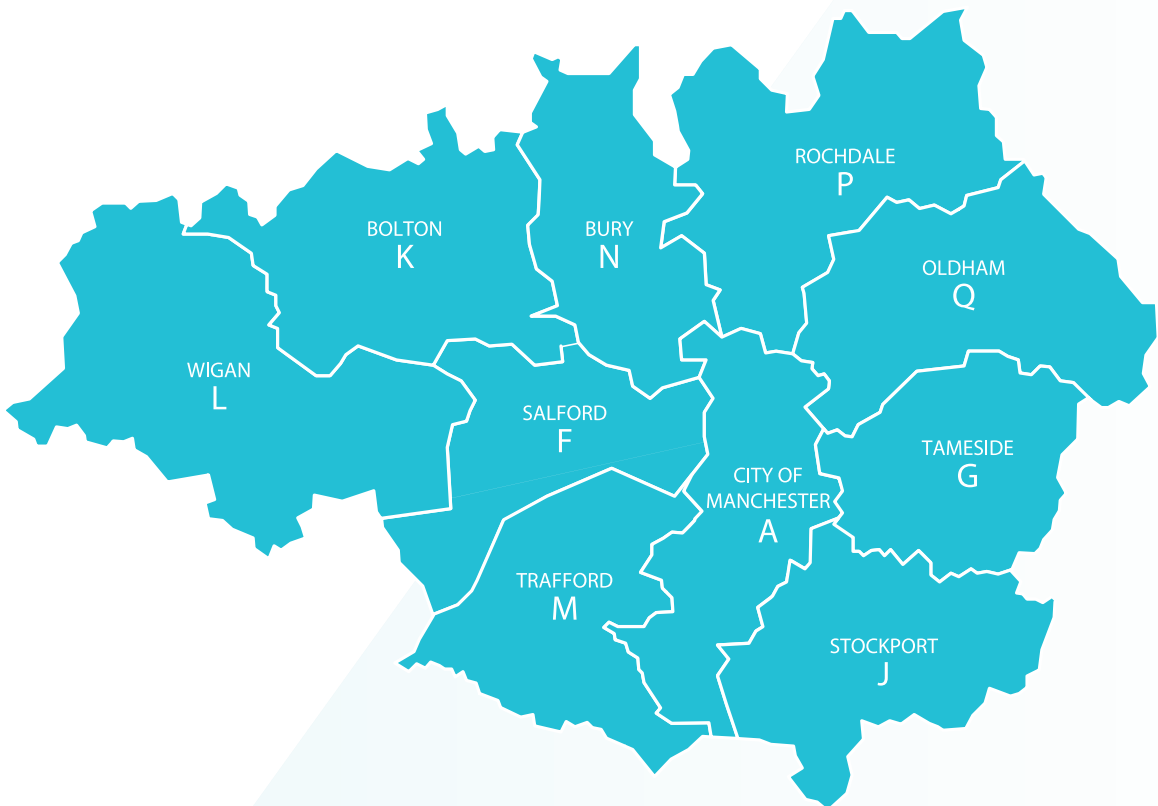 ROCHDALE
P
BOLTON
K
BURY
N
OLDHAM
Q
WIGAN
L
SALFORD
F
TAMESIDE
G
CITY OF
MANCHESTER
A
TRAFFORD
M
STOCKPORT
J